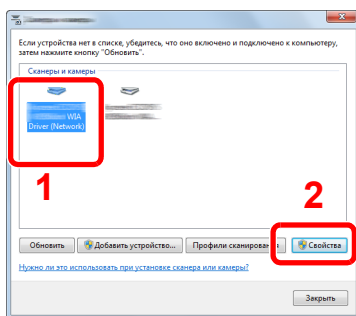 Если устройства нет в списке, убедитесь, что оно включено и подключено к компьютеру,
затем нажмите кнопку "Обновить".
Сканеры и камеры
WIA
Driver (Network)
1
2
Обновить Добавить устройство... Профили сканирования Свойства
Нужно ли это использовать при установке сканера или камеры?
Закрыть